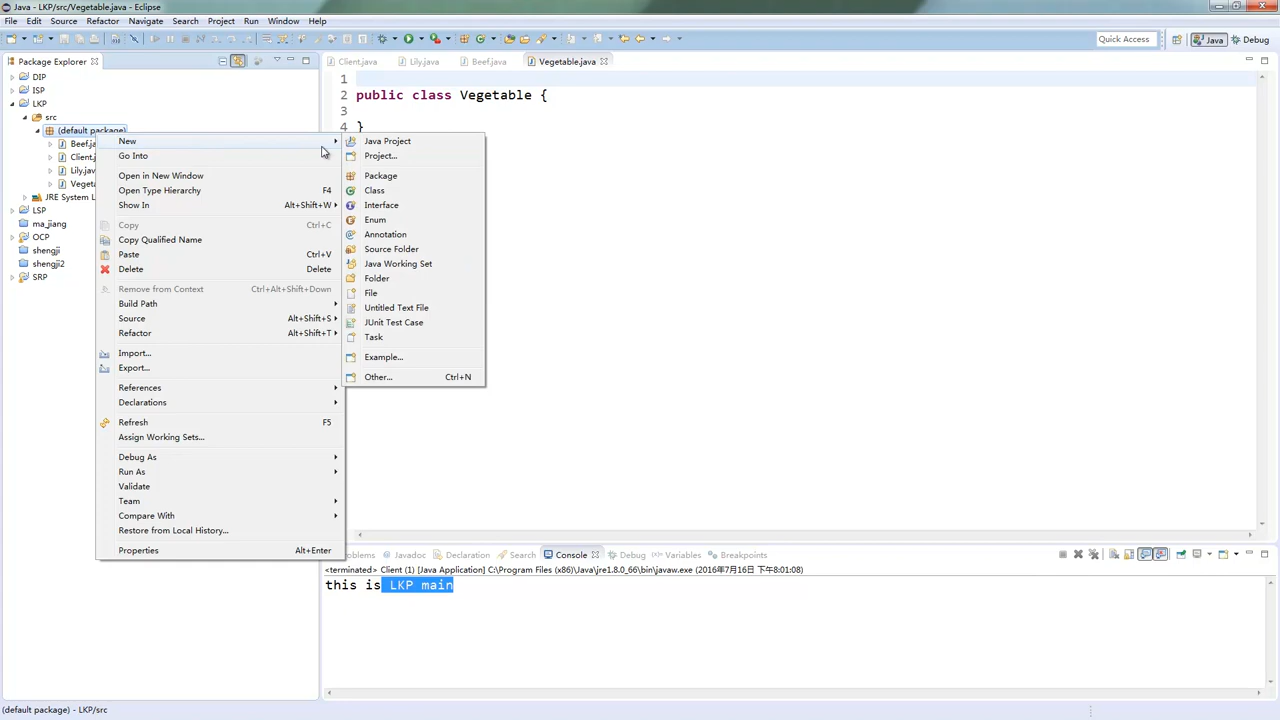 Java - LKP/src/Vegetable.java - Eclipse
File Edit Source Refactor Navigate Search Project Run Window Help
Quick Access Java Debug
Package Explorer
DIP
ISP
LKP
src
(default package)
Beef.ja
Client.j
Lily.jav
Vegeta
JRE System L
LSP
ma_jiang
OCP
shengji
shengji2
SRP
New
Go Into
Open in New Window
Open Type Hierarchy F4
Show In Alt+Shift+W
Copy Ctrl+C
Copy Qualified Name
Paste Ctrl+V
Delete Delete
Remove from Context Ctrl+Alt+Shift+Down
Build Path
Source Alt+Shift+S
Refactor Alt+Shift+T
Import...
Export...
References
Declarations
Refresh F5
Assign Working Sets...
Debug As
Run As
Validate
Team
Compare With
Restore from Local History...
Properties Alt+Enter
Java Project
Project...
Package
Class
Interface
Enum
Annotation
Source Folder
Java Working Set
Folder
File
Untitled Text File
JUnit Test Case
Task
Example...
Other... Ctrl+N
Client.java Lily.java Beef.java Vegetable.java
1
2 public class Vegetable {
3
4 }
oblems Javadoc Declaration Search Console Debug Variables Breakpoints
<terminated> Client (1) [Java Application] C:\Program Files (x86)\Java\jre1.8.0_66\bin\javaw.exe (2016年7月16日 下午8:01:08)
this is LKP main
(default package) - LKP/src